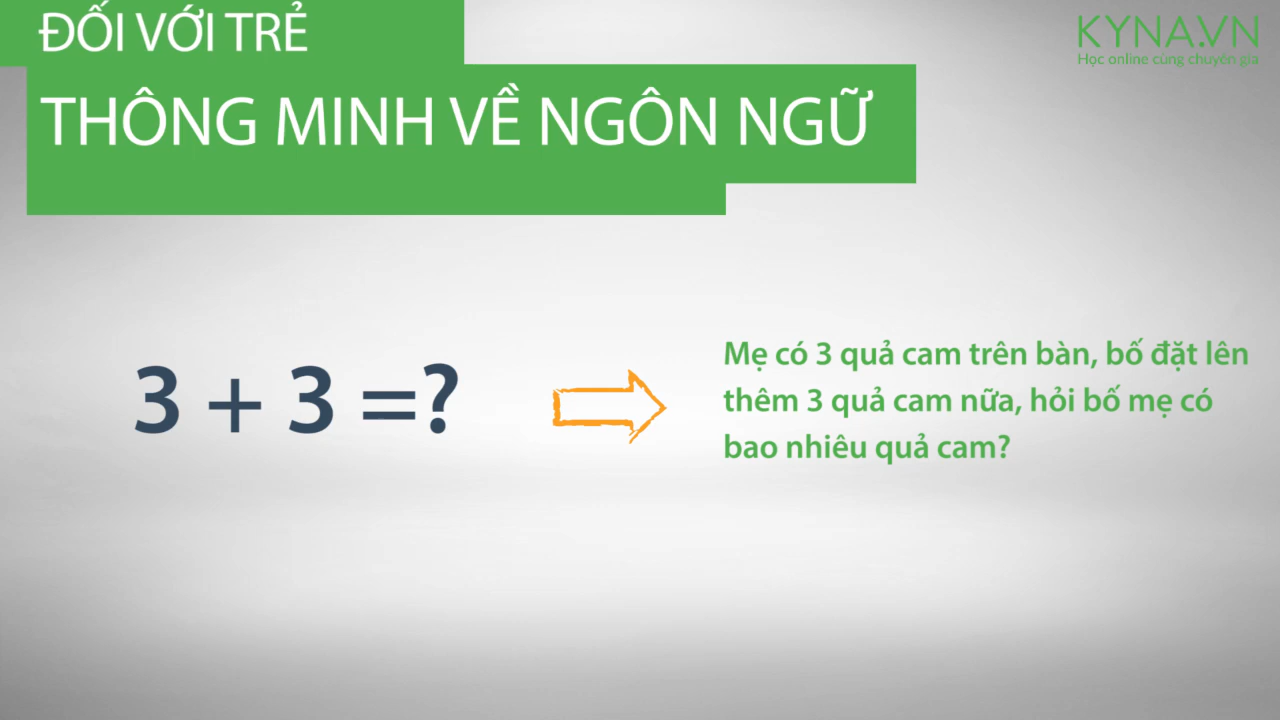 ĐỐI VỚI TRẺ
KYNA.VN
Học online cùng chuyên gia
THÔNG MINH VỀ NGÔN NGỮ
3 + 3 =?
Mẹ có 3 quả cam trên bàn, bố đặt lên
thêm 3 quả cam nữa, hỏi bố mẹ có
bao nhiêu quả cam?